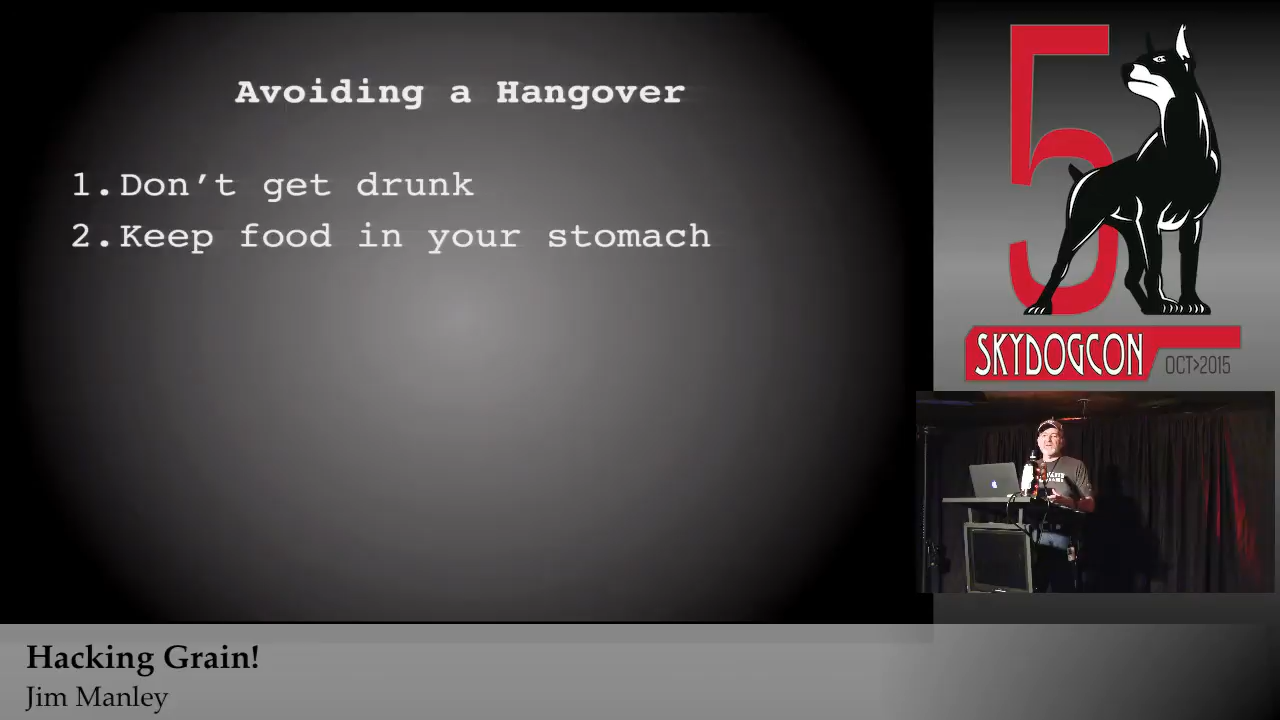 Avoiding a Hangover
1.Don’t get drunk
2.Keep food in your stomach
5
SKYDOGCON
OCT>2015
Hacking Grain!
Jim Manley